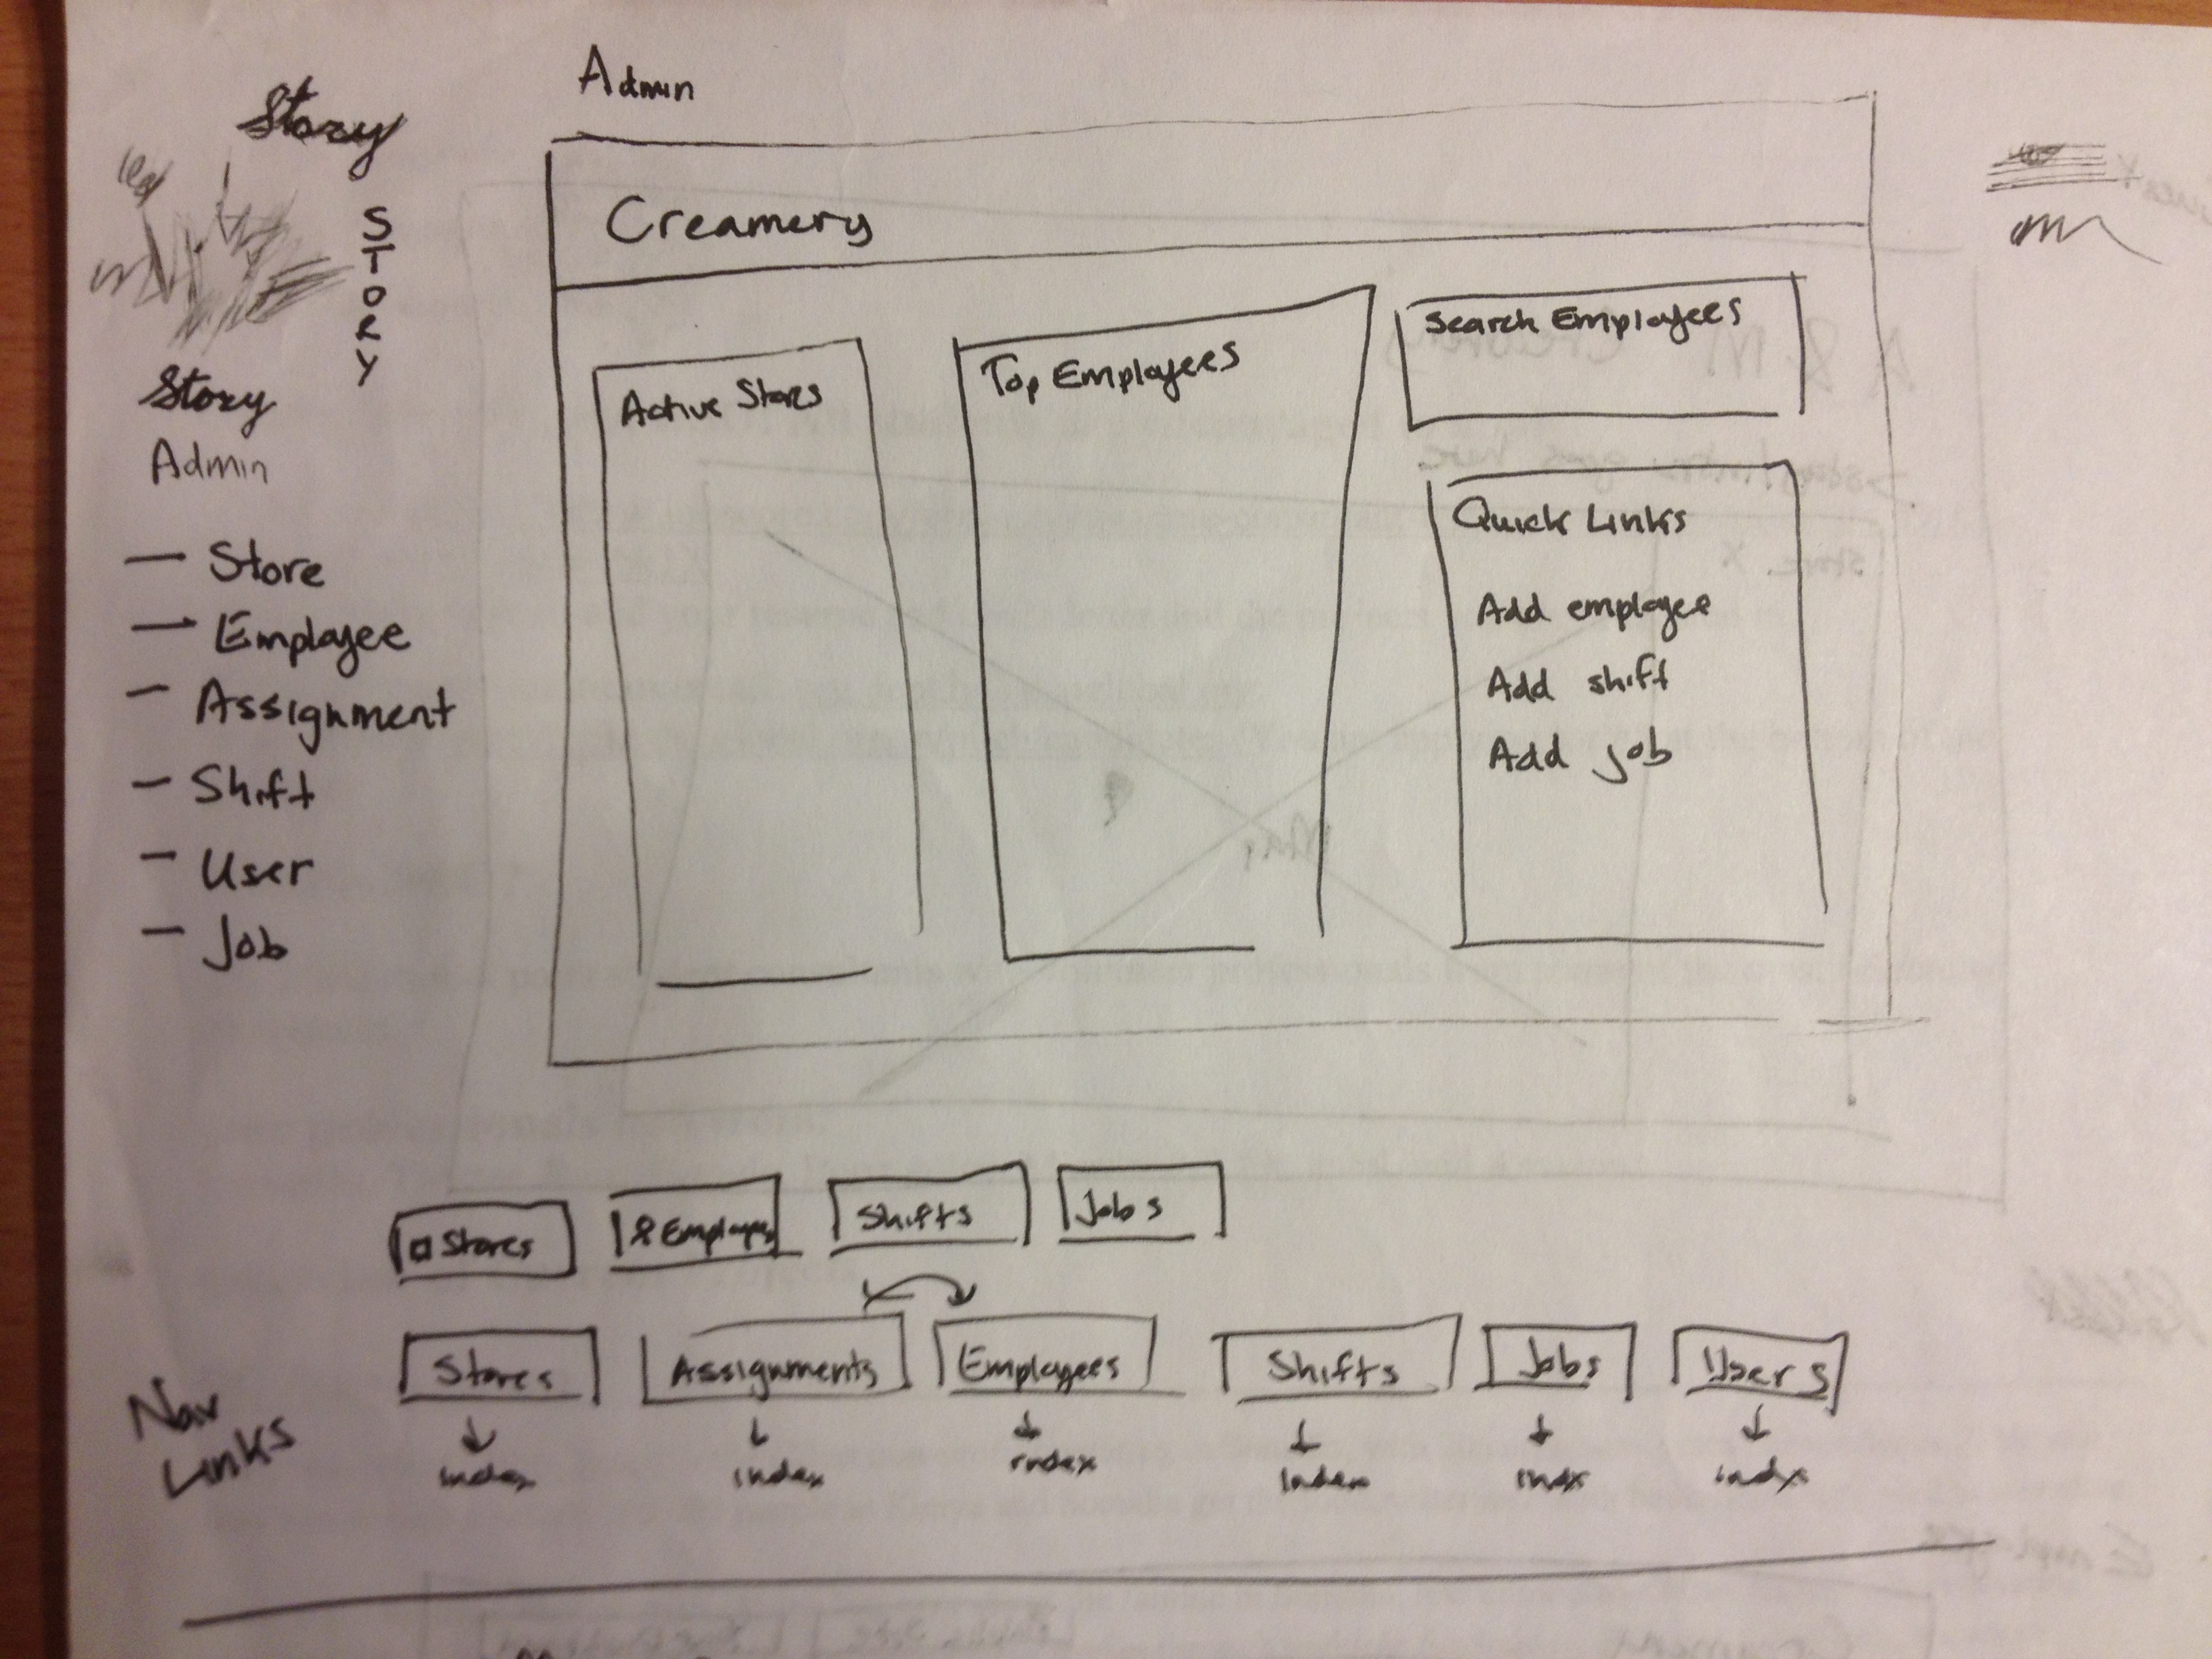 Story
S
T
O
R
Y
Story
Admin
- Store
- Employee
- Assignment
- Shift
- User
- Job
Admin
Creamery
Active Stores
Top Employees
Search Employees
Quick Links
Add employee
Add shift
Add Job
Stores
Employees
Shifts
Jobs
Nav
Links
Stores
Assignments
Employees
Shifts
Jobs
Users
index
index
index
index
index
index